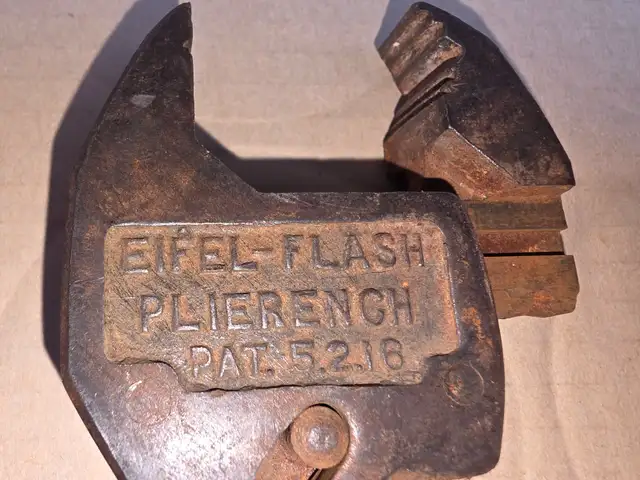 EIFEL-FLASH
PLIERENCH
PAT. 5.2.16